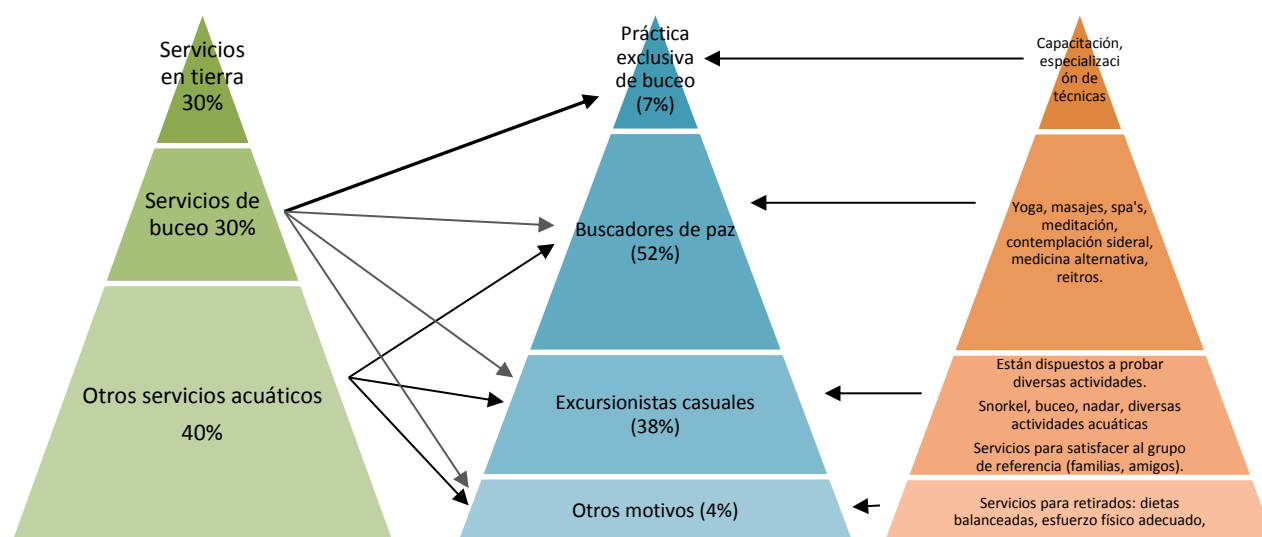 Servicios
en tierra
30%
Servicios de
buceo 30%
Otros servicios acuáticos
40%
Práctica
exclusiva
de buceo
(7%)
Buscadores de paz
(52%)
Excursionistas casuales
(38%)
Otros motivos (4%)
Capacitación,
especializaci
ón de
técnicas
Yoga, masajes, spa's,
meditación,
contemplación sideral,
medicina alternativa,
reitros.
Están dispuestos a probar
diversas actividades.
Snorkel, buceo, nadar, diversas
actividades acuáticas
Servicios para satisfacer al grupo
de referencia (familias, amigos).
Servicios para retirados: dietas
balanceadas, esfuerzo físico adecuado,